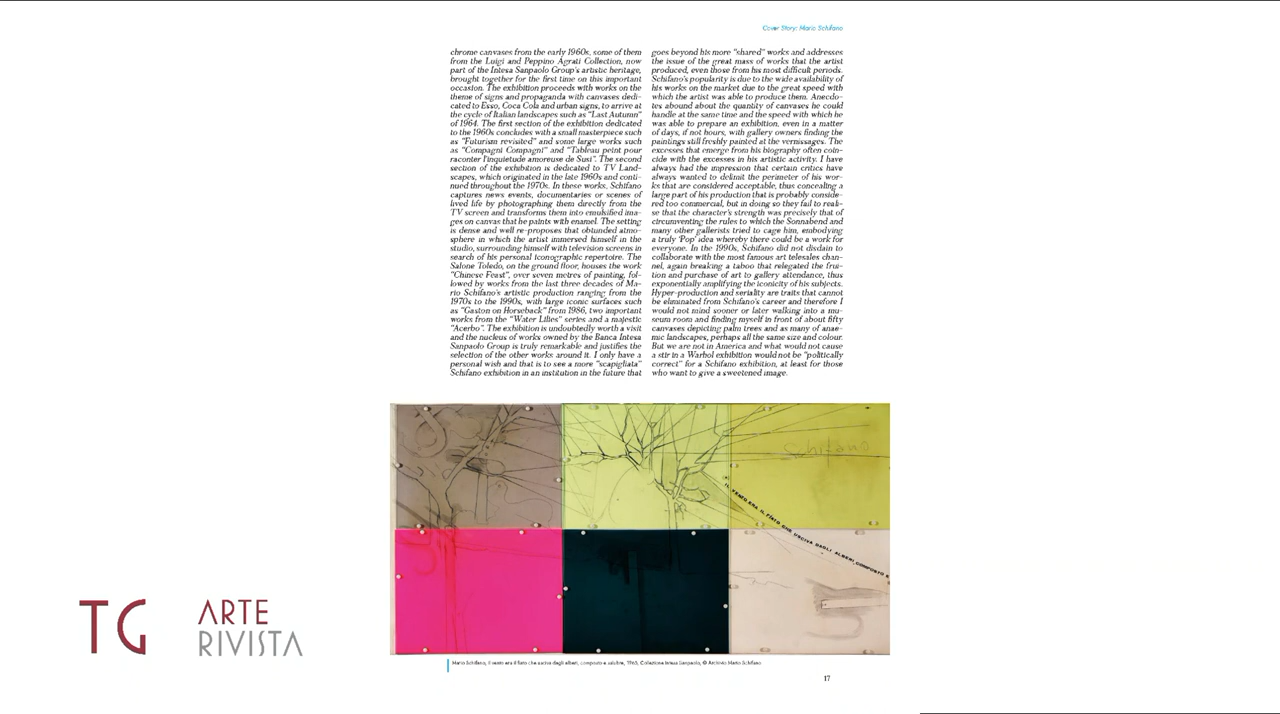 Cover Story: Mario Schifano
chrome canvases from the early 1960s, some of them
from the Luigi and Peppino Agrati Collection, now
part of the Intesa Sanpaolo Group's artistic heritage,
brought together for the first time on this important
occasion. The exhibition proceeds with works on the
theme of signs and propaganda with canvases dedi-
cated to Esso, Coca Cola and urban signs, to arrive at
the cycle of Italian landscapes such as "Last Autumn"
of 1964. The first section of the exhibition dedicated
to the 1960s concludes with a small masterpiece such
as "Futurism revisited" and some large works such
as "Compagni Compagni" and "Tableau peint pour
raconter l'inquietude amoreuse de Susi". The second
section of the exhibition is dedicated to TV Land-
scapes, which originated in the late 1960s and conti-
nued throughout the 1970s. In these works, Schifano
captures news events, documentaries or scenes of
lived life by photographing them directly from the
TV screen and transforms them into emulsified ima-
ges on canvas that he paints with enamel. The setting
is dense and well re-proposes that obtunded atmo-
sphere in which the artist immersed himself in the
studio, surrounding himself with television screens in
search of his personal iconographic repertoire. The
Salone Toledo, on the ground floor, houses the work
"Chinese Feast", over seven metres of painting, fol-
lowed by works from the last three decades of Ma-
rio Schifano's artistic production ranging from the
1970s to the 1990s, with large iconic surfaces such
as "Gaston on Horseback" from 1986, two important
works from the "Water Lilies" series and a majestic
"Acerbo". The exhibition is undoubtedly worth a visit
and the nucleus of works owned by the Banca Intesa
Sanpaolo Group is truly remarkable and justifies the
selection of the other works around it. I only have a
personal wish and that is to see a more "scapigliata"
Schifano exhibition in an institution in the future that
goes beyond his more "shared" works and addresses
the issue of the great mass of works that the artist
produced, even those from his most difficult periods.
Schifano's popularity is due to the wide availability of
his works on the market due to the great speed with
which the artist was able to produce them. Anecdo-
tes abound about the quantity of canvases he could
handle at the same time and the speed with which he
was able to prepare an exhibition, even in a matter
of days, if not hours, with gallery owners finding the
paintings still freshly painted at the vernissages. The
excesses that emerge from his biography often coin-
cide with the excesses in his artistic activity. I have
always had the impression that certain critics have
always wanted to delimit the perimeter of his wor-
ks that are considered acceptable, thus concealing a
large part of his production that is probably conside-
red too commercial, but in doing so they fail to reali-
se that the character's strength was precisely that of
circumventing the rules to which the Sonnabend and
many other gallerists tried to cage him, embodying
a truly 'Pop' idea whereby there could be a work for
everyone. In the 1990s, Schifano did not disdain to
collaborate with the most famous art telesales chan-
nel, again breaking a taboo that relegated the frui-
tion and purchase of art to gallery attendance, thus
exponentially amplifying the iconicity of his subjects.
Hyper-production and seriality are traits that cannot
be eliminated from Schifano's career and therefore I
would not mind sooner or later walking into a mu-
seum room and finding myself in front of about fifty
canvases depicting palm trees and as many of anae-
mic landscapes, perhaps all the same size and colour.
But we are not in America and what would not cause
a stir in a Warhol exhibition would not be "politically
correct" for a Schifano exhibition, at least for those
who want to give a sweetened image.
Schifano
IL VENTO ERA IL FIATO CHE USCIVA DAGLI ALBERI, COMPOSTO E
TG ARTE
RIVISTA
Mario Schifano, Il vento era il fiato che usciva dagli alberi, composto e salubre, 1965, Collezione Intesa Sanpaolo, © Archivio Mario Schifano
17